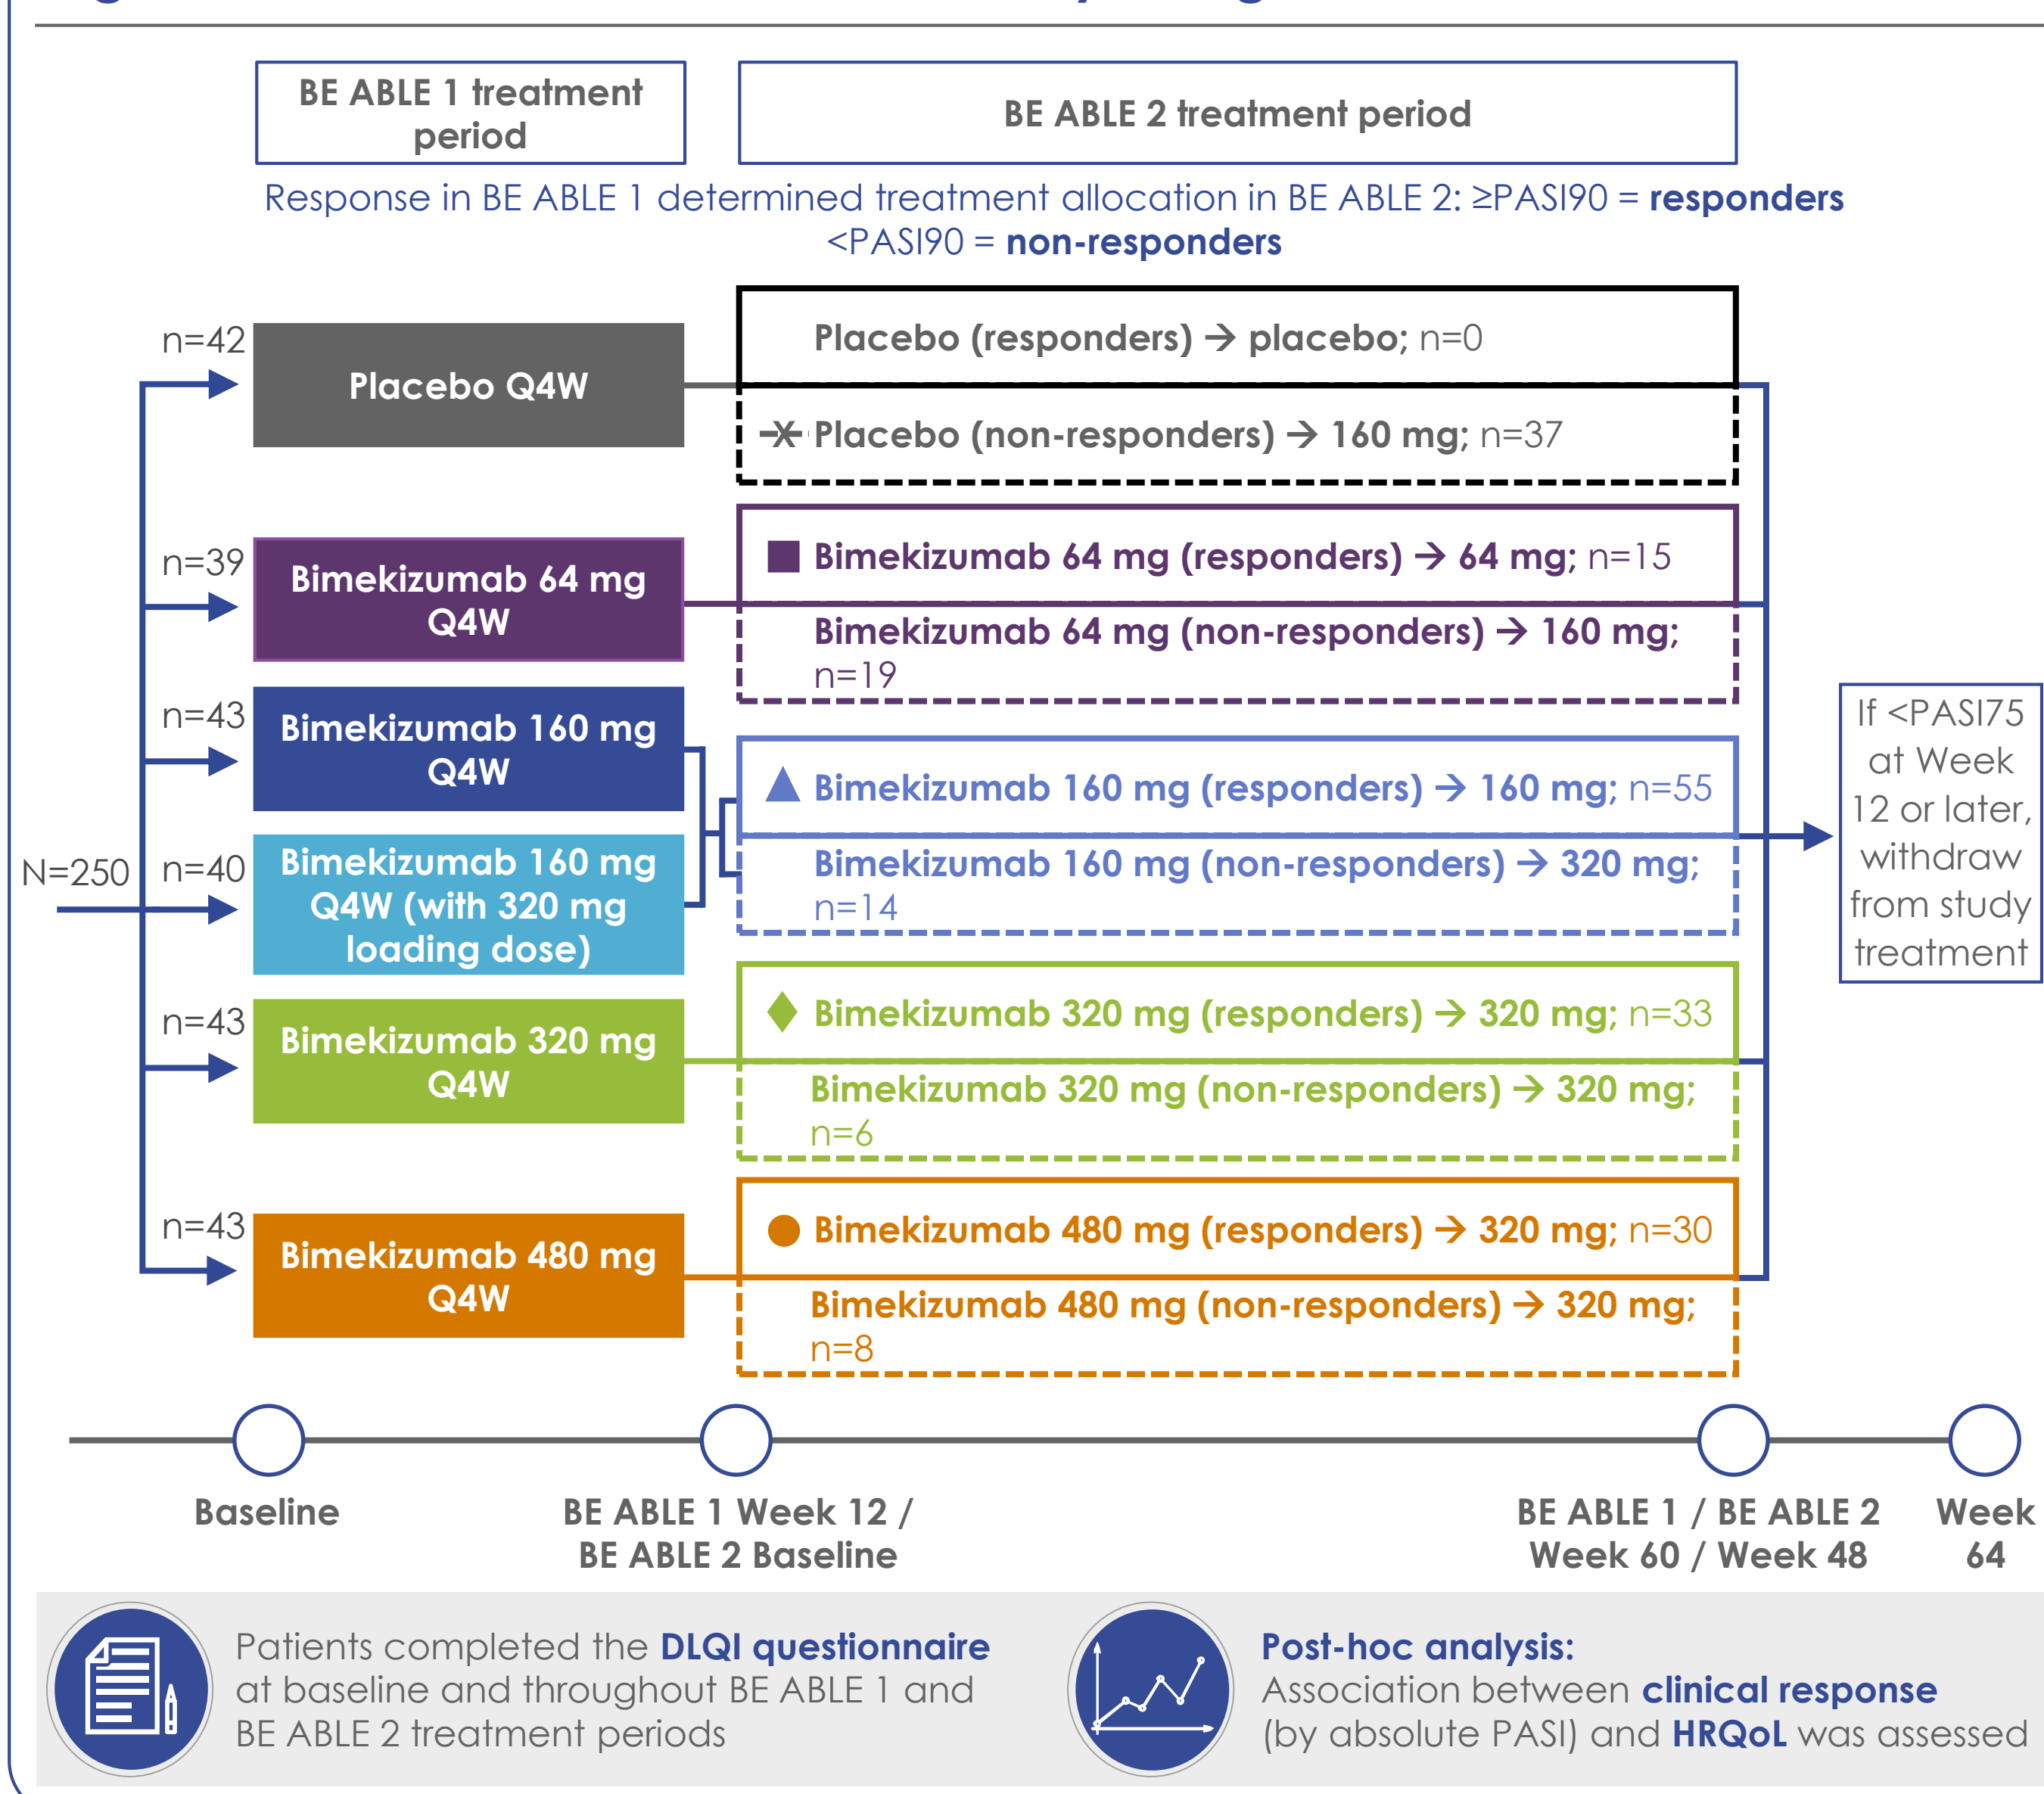 BE ABLE 1 treatment
period
BE ABLE 2 treatment period
Response in BE ABLE 1 determined treatment allocation in BE ABLE 2: ≥PASI90 = responders
<PASI90 = non-responders
N=250
n=42
Placebo Q4W
Placebo (responders) → placebo; n=0
Placebo (non-responders) → 160 mg; n=37
n=39
Bimekizumab 64 mg
Q4W
Bimekizumab 64 mg (responders) → 64 mg; n=15
Bimekizumab 64 mg (non-responders) → 160 mg;
n=19
n=43
Bimekizumab 160 mg
Q4W
n=40
Bimekizumab 160 mg
Q4W (with 320 mg
loading dose)
Bimekizumab 160 mg (responders) → 160 mg; n=55
Bimekizumab 160 mg (non-responders) → 320 mg;
n=14
n=43
Bimekizumab 320 mg
Q4W
Bimekizumab 320 mg (responders) → 320 mg; n=33
Bimekizumab 320 mg (non-responders) → 320 mg;
n=6
n=43
Bimekizumab 480 mg
Q4W
Bimekizumab 480 mg (responders) → 320 mg; n=30
Bimekizumab 480 mg (non-responders) → 320 mg;
n=8
If <PASI75
at Week
12 or later,
withdraw
from study
treatment
Baseline
BE ABLE 1 Week 12 /
BE ABLE 2 Baseline
BE ABLE 1 / BE ABLE 2
Week 60 / Week 48
Week
64
Patients completed the DLQI questionnaire
at baseline and throughout BE ABLE 1 and
BE ABLE 2 treatment periods
Post-hoc analysis:
Association between clinical response
(by absolute PASI) and HRQoL was assessed